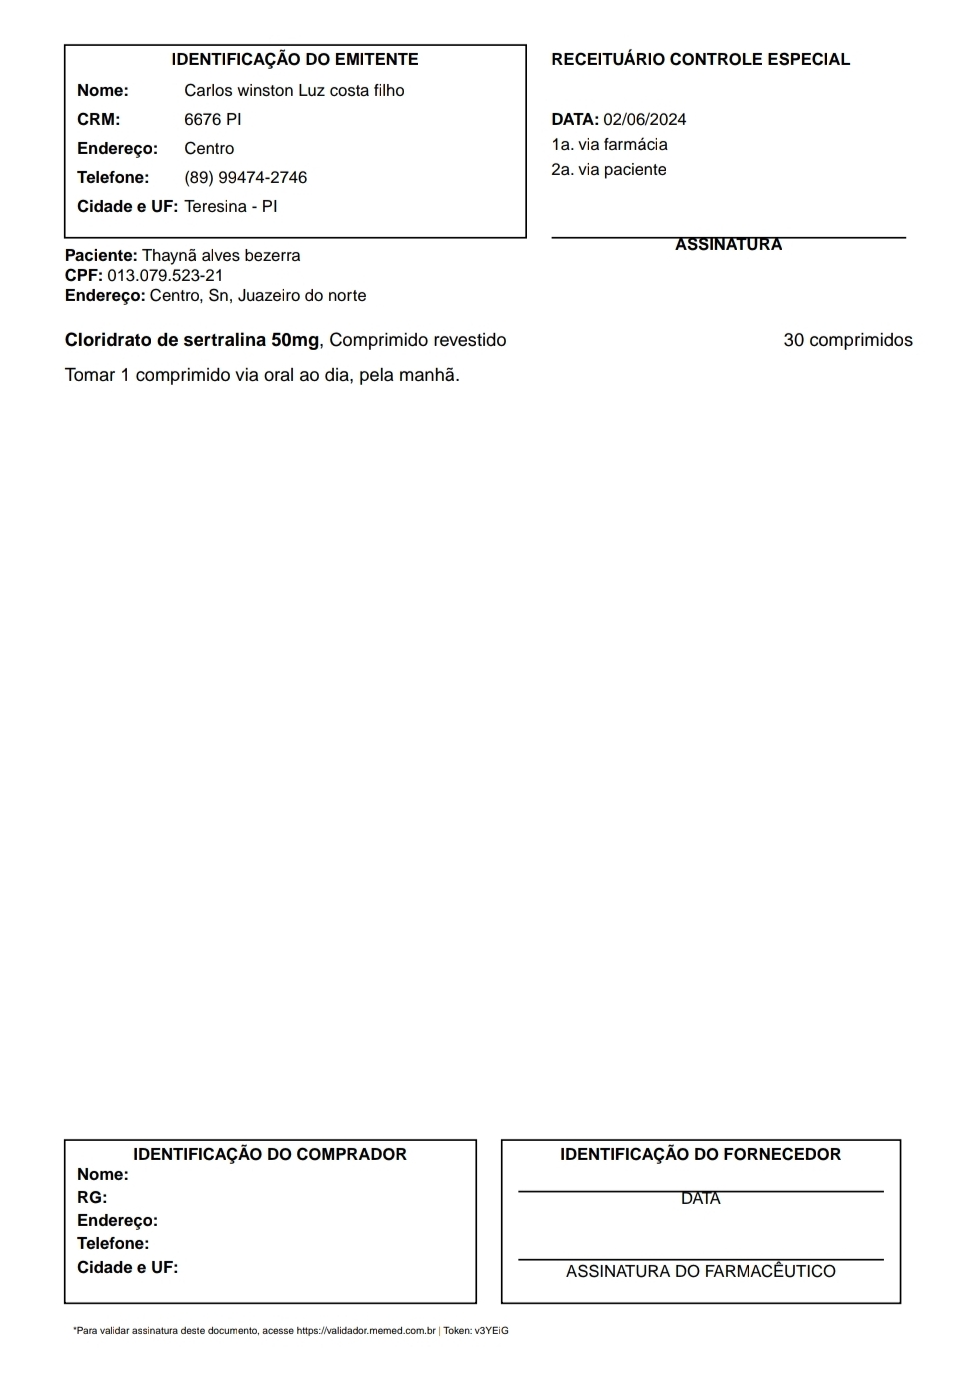 IDENTIFICAÇÃO DO EMITENTE
Nome: Carlos winston Luz costa filho
CRM: 6676 PI
Endereço: Centro
Telefone: (89) 99474-2746
Cidade e UF: Teresina - PI
RECEITUÁRIO CONTROLE ESPECIAL
DATA: 02/06/2024
1a. via farmácia
2a. via paciente
ASSINATURA
Paciente: Thaynã alves bezerra
CPF: 013.079.523-21
Endereço: Centro, Sn, Juazeiro do norte
Cloridrato de sertralina 50mg, Comprimido revestido 30 comprimidos
Tomar 1 comprimido via oral ao dia, pela manhã.
IDENTIFICAÇÃO DO COMPRADOR
Nome:
RG:
Endereço:
Telefone:
Cidade e UF:
IDENTIFICAÇÃO DO FORNECEDOR
DATA
ASSINATURA DO FARMACÊUTICO
*Para validar assinatura deste documento, acesse https://validador.memed.com.br | Token: v3YEiG